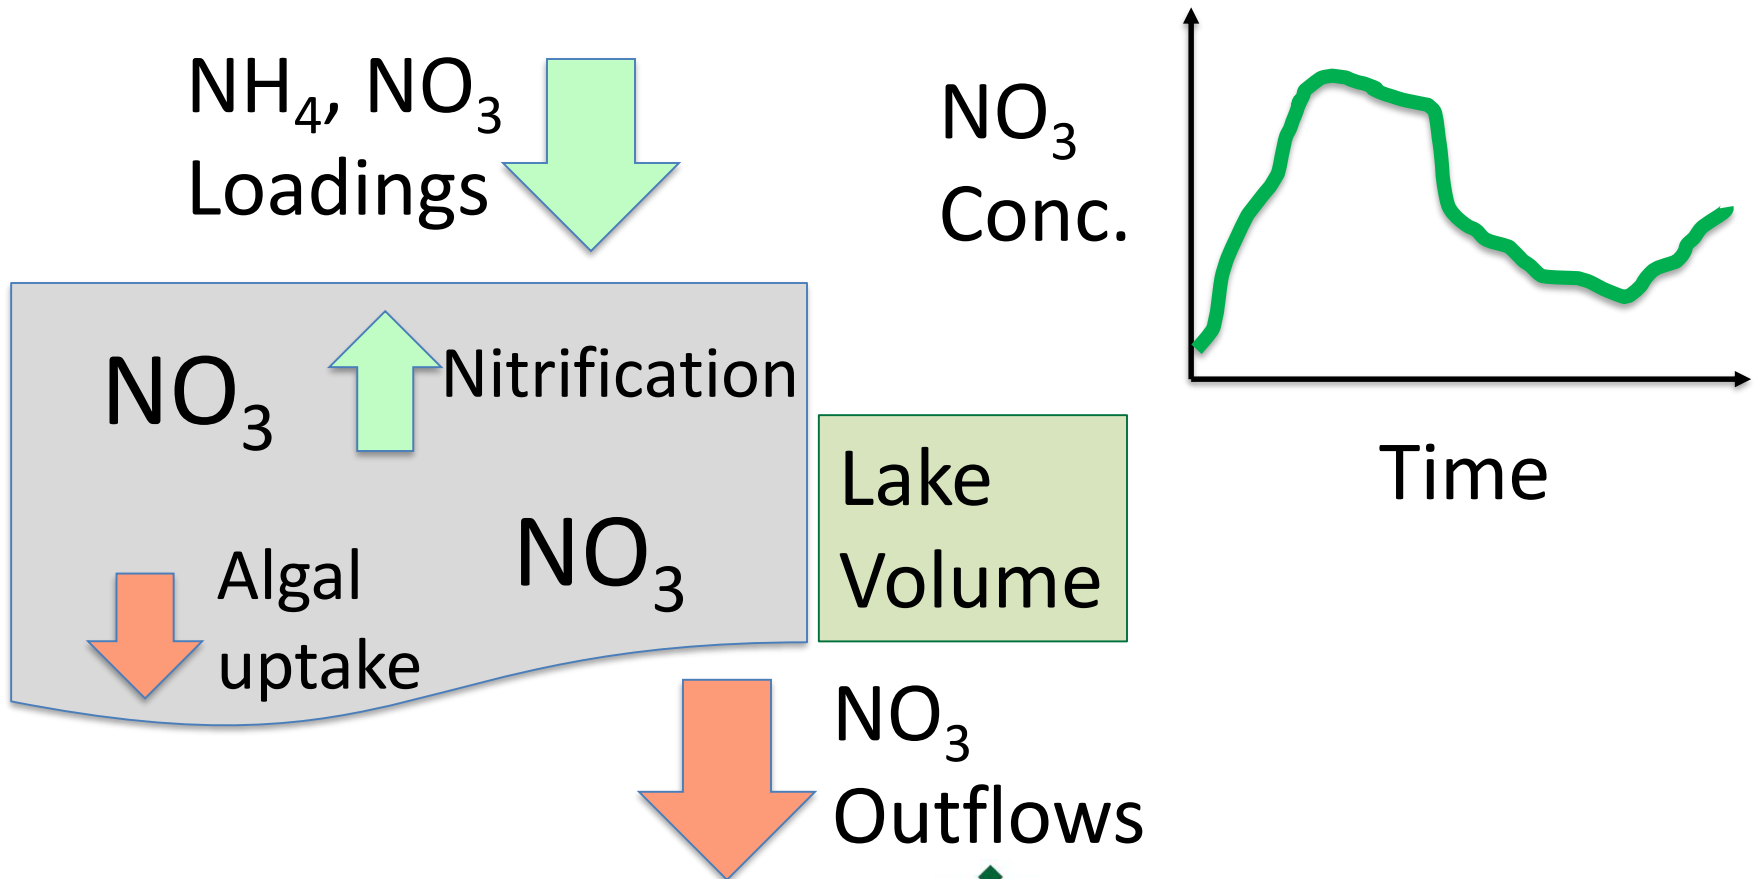 NH₄, NO₃
Loadings
NO₃
Conc.
NO₃
Nitrification
Lake
Volume
Time
NO₃
Algal
uptake
NO₃
Outflows